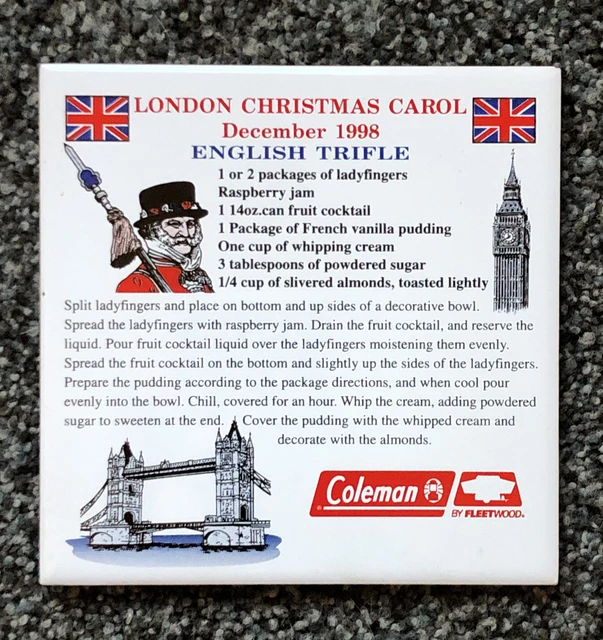 LONDON CHRISTMAS CAROL
December 1998
ENGLISH TRIFLE
1 or 2 packages of ladyfingers
Raspberry jam
1 14oz.can fruit cocktail
1 Package of French vanilla pudding
One cup of whipping cream
3 tablespoons of powdered sugar
1/4 cup of slivered almonds, toasted lightly
Split ladyfingers and place on bottom and up sides of a decorative bowl.
Spread the ladyfingers with raspberry jam. Drain the fruit cocktail, and reserve the
liquid. Pour fruit cocktail liquid over the ladyfingers moistening them evenly.
Spread the fruit cocktail on the bottom and slightly up the sides of the ladyfingers.
Prepare the pudding according to the package directions, and when cool pour
evenly into the bowl. Chill, covered for an hour. Whip the cream, adding powdered
sugar to sweeten at the end. Cover the pudding with the whipped cream and
decorate with the almonds.
Coleman
BY FLEETWOOD.